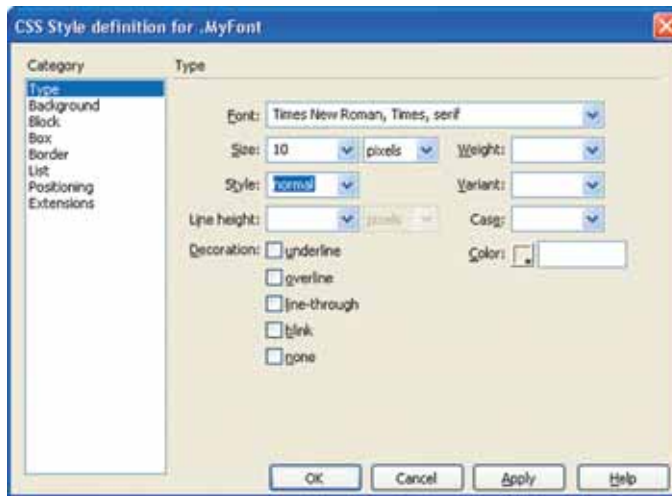 CSS Style definition for .MyFont
Category
Type
Type
Background
Block
Box
Border
List
Positioning
Extensions
Font: Times New Roman, Times, serif
Size: 10 pixels Weight:
Style: normal Variant:
Line height: pixels Case:
Decoration: underline Color:
overline
line-through
blink
none
OK Cancel Apply Help